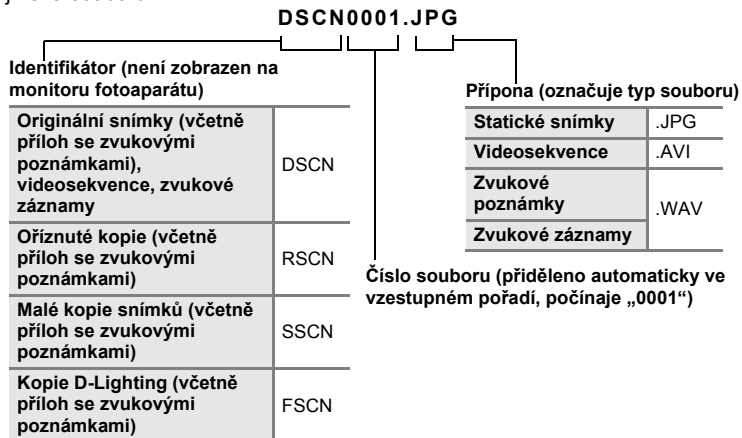 DSCN0001.JPG
Identifikátor (není zobrazen na
monitoru fotoaparátu)
Originální snímky (včetně
příloh se zvukovými
poznámkami),
videosekvence, zvukové
záznamy
DSCN
Oříznuté kopie (včetně
příloh se zvukovými
poznámkami)
RSCN
Malé kopie snímků (včetně
příloh se zvukovými
poznámkami)
SSCN
Kopie D-Lighting (včetně
příloh se zvukovými
poznámkami)
FSCN
Přípona (označuje typ souboru)
Statické snímky .JPG
Videosekvence .AVI
Zvukové
poznámky
.WAV
Zvukové záznamy
Číslo souboru (přiděleno automaticky ve
vzestupném pořadí, počínaje „0001“)